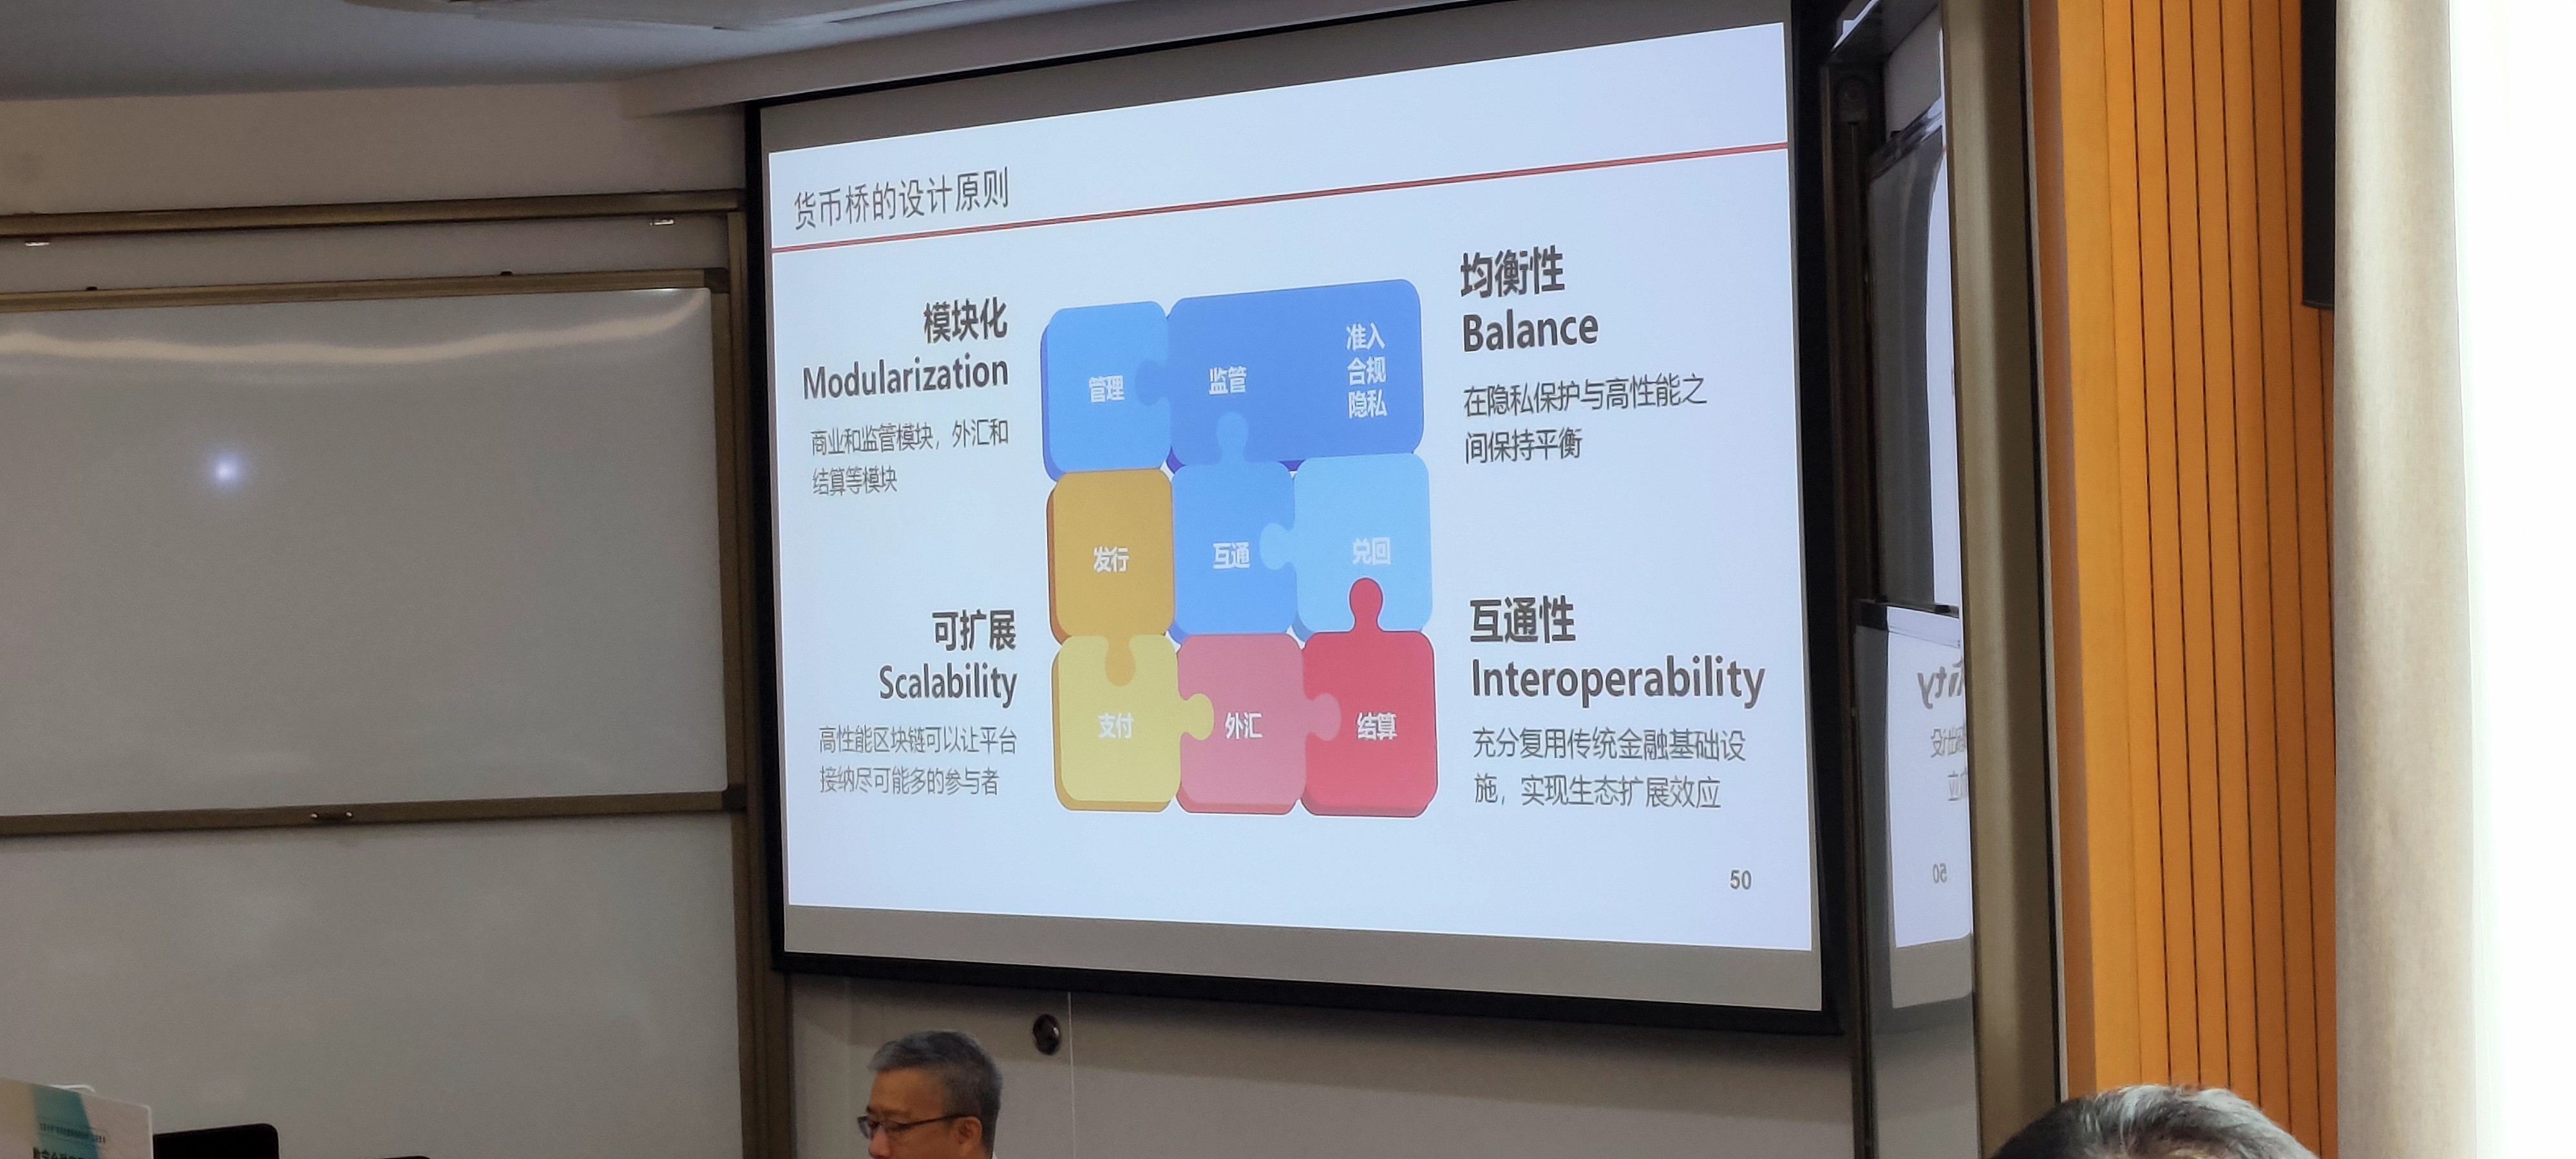 货币桥的设计原则
模块化
Modularization
商业和监管模块，外汇和
结算等模块
均衡性
Balance
在隐私保护与高性能之
间保持平衡
管理
监管
准入
合规
隐私
发行
互通
兑回
支付
外汇
结算
可扩展
Scalability
高性能区块链可以让平台
接纳尽可能多的参与者
互通性
Interoperability
充分复用传统金融基础设
施，实现生态扩展效应
50